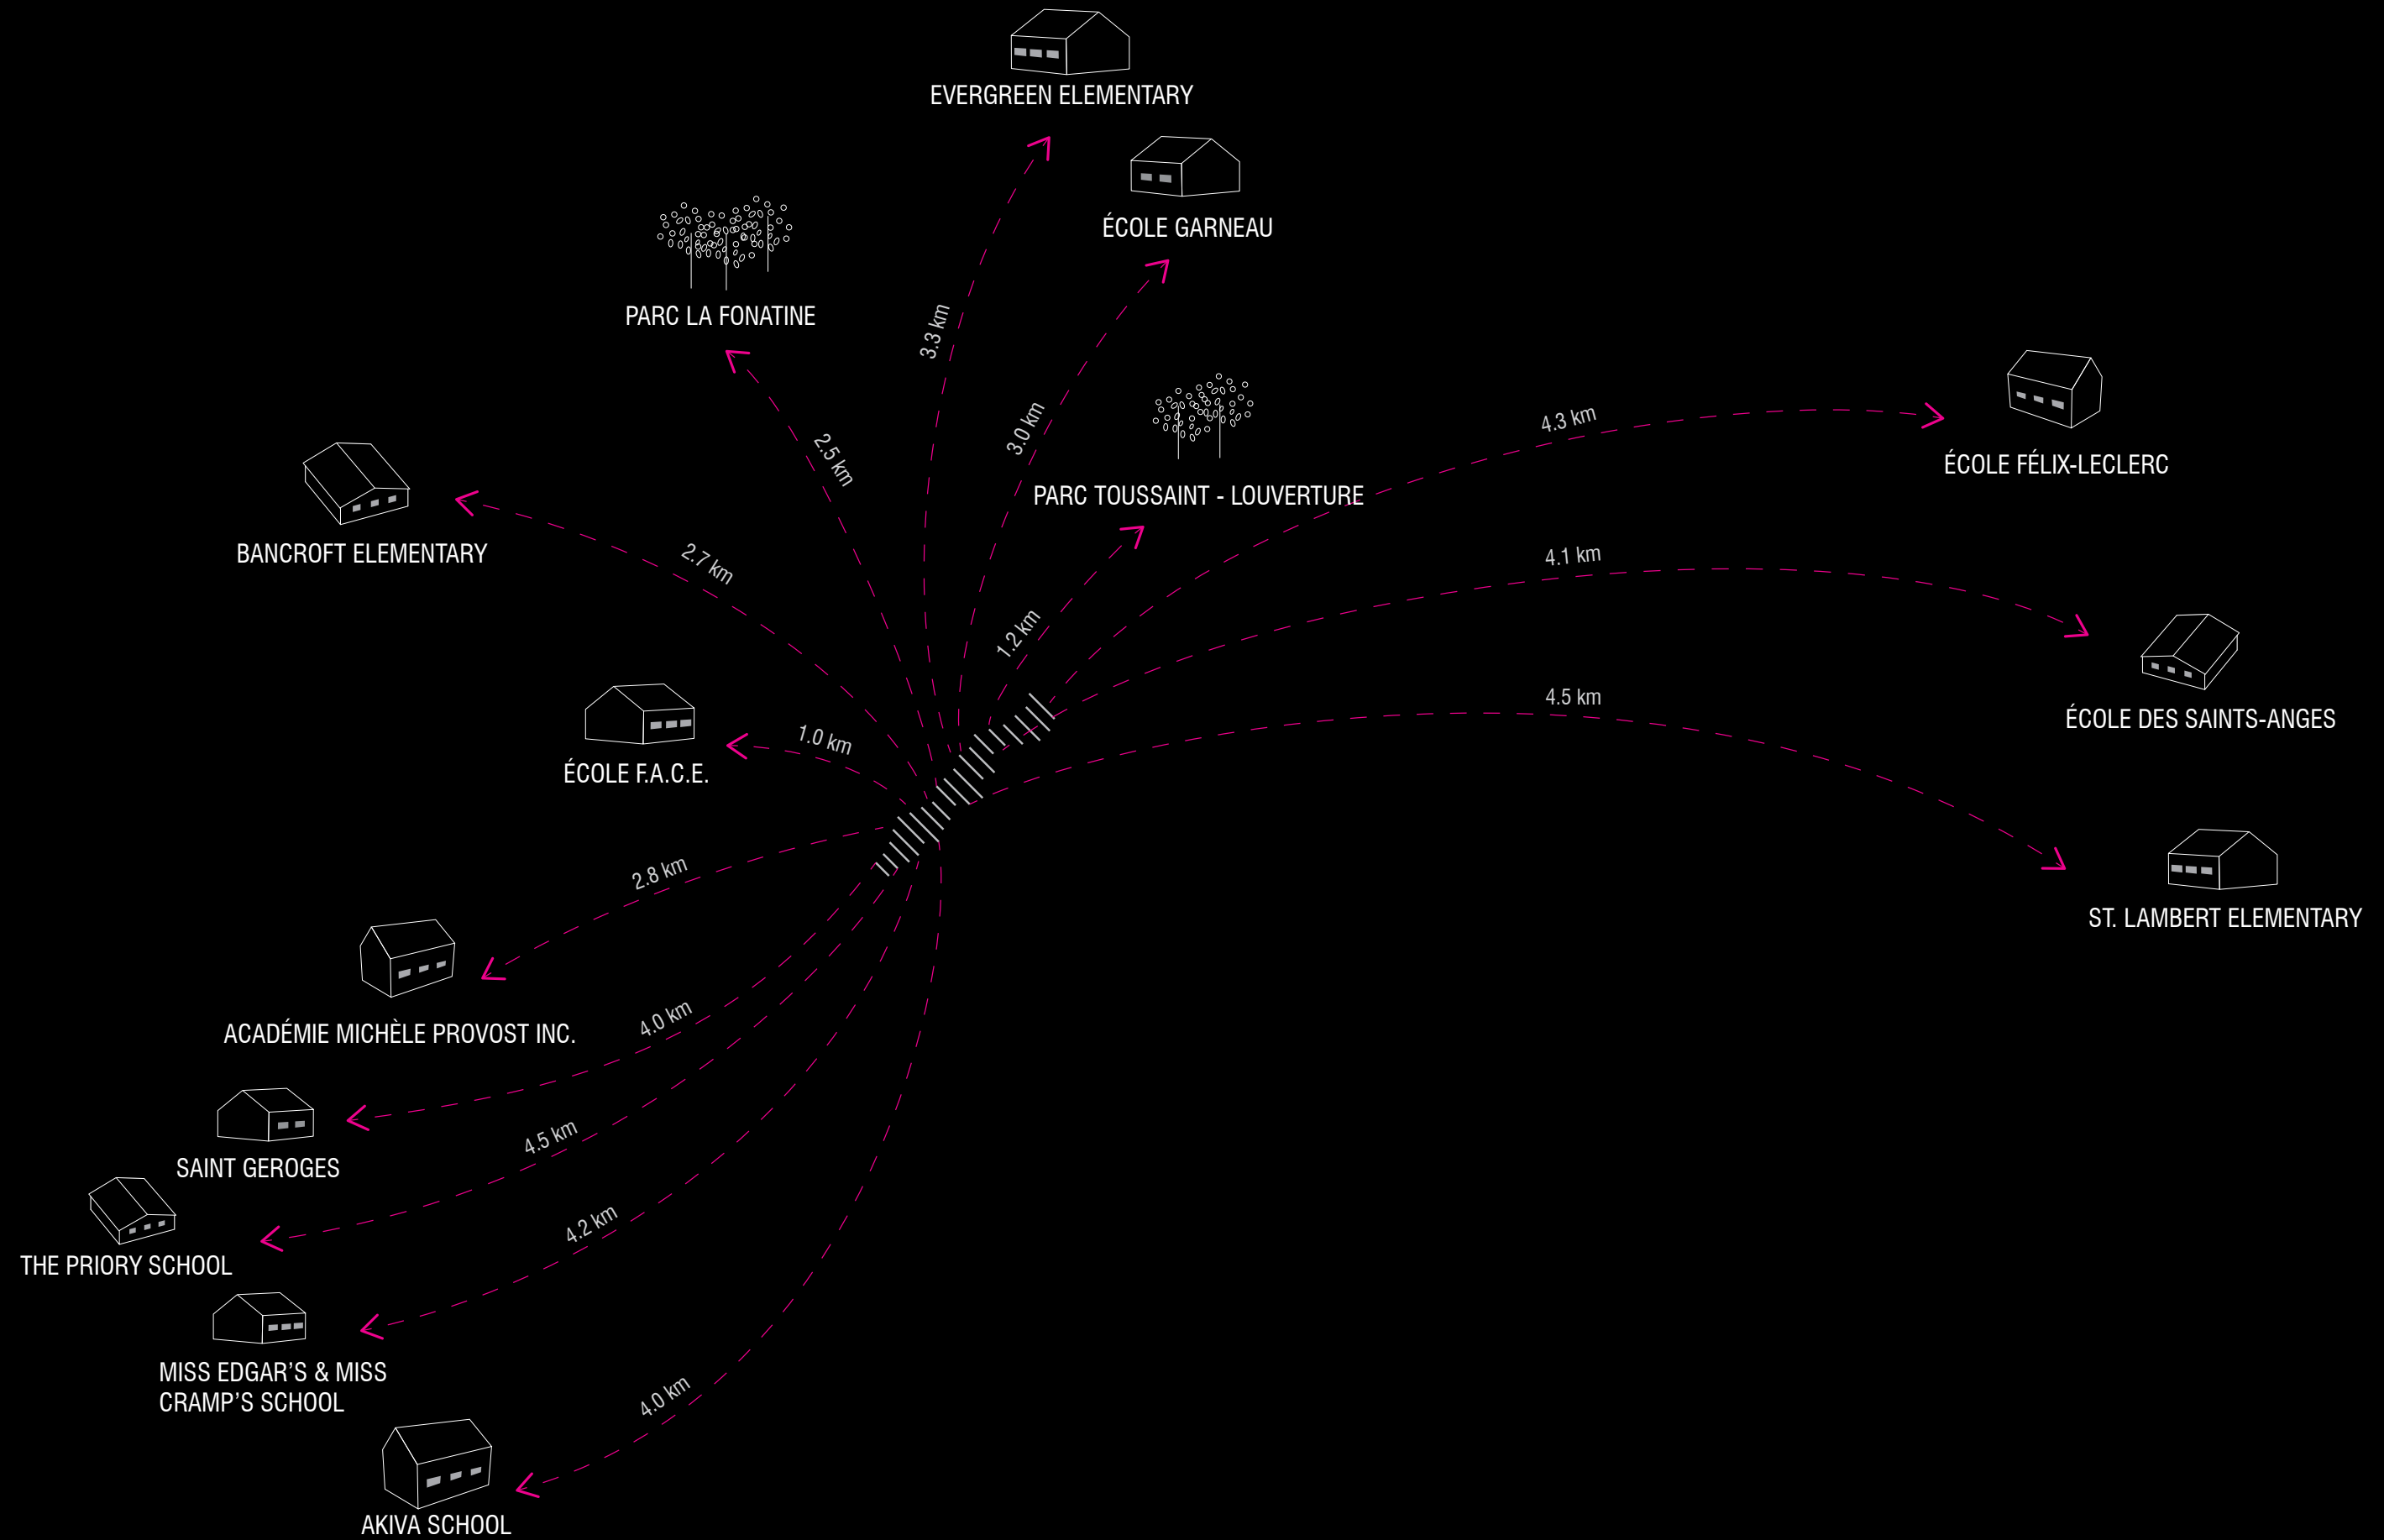 EVERGREEN ELEMENTARY
ÉCOLE GARNEAU
PARC LA FONATINE
3.3 km
3.0 km
4.3 km
ÉCOLE FÉLIX-LECLERC
2.5 km
PARC TOUSSAINT - LOUVERTURE
BANCROFT ELEMENTARY
2.7 km
4.1 km
1.2 km
4.5 km
ÉCOLE DES SAINTS-ANGES
1.0 km
ÉCOLE F.A.C.E.
2.8 km
ST. LAMBERT ELEMENTARY
4.0 km
ACADÉMIE MICHÈLE PROVOST INC.
4.5 km
SAINT GEROGES
4.2 km
THE PRIORY SCHOOL
MISS EDGAR’S & MISS
CRAMP’S SCHOOL
4.0 km
AKIVA SCHOOL